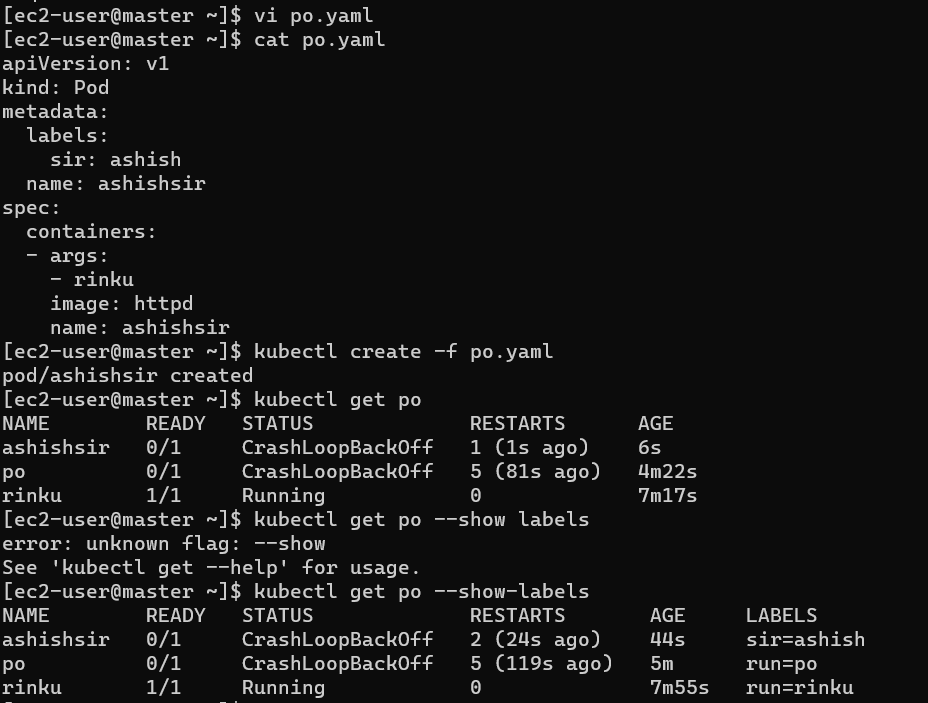 [ec2-user@master ~]$ vi po.yaml
[ec2-user@master ~]$ cat po.yaml
apiVersion: v1
kind: Pod
metadata:
  labels:
    sir: ashish
  name: ashishsir
spec:
  containers:
  - args:
    - rinku
    image: httpd
    name: ashishsir
[ec2-user@master ~]$ kubectl create -f po.yaml
pod/ashishsir created
[ec2-user@master ~]$ kubectl get po
NAME        READY   STATUS             RESTARTS      AGE
ashishsir   0/1     CrashLoopBackOff   1 (1s ago)    6s
po          0/1     CrashLoopBackOff   5 (81s ago)   4m22s
rinku       1/1     Running            0             7m17s
[ec2-user@master ~]$ kubectl get po --show labels
error: unknown flag: --show
See 'kubectl get --help' for usage.
[ec2-user@master ~]$ kubectl get po --show-labels
NAME        READY   STATUS             RESTARTS       AGE     LABELS
ashishsir   0/1     CrashLoopBackOff   2 (24s ago)    44s     sir=ashish
po          0/1     CrashLoopBackOff   5 (119s ago)   5m      run=po
rinku       1/1     Running            0              7m55s   run=rinku